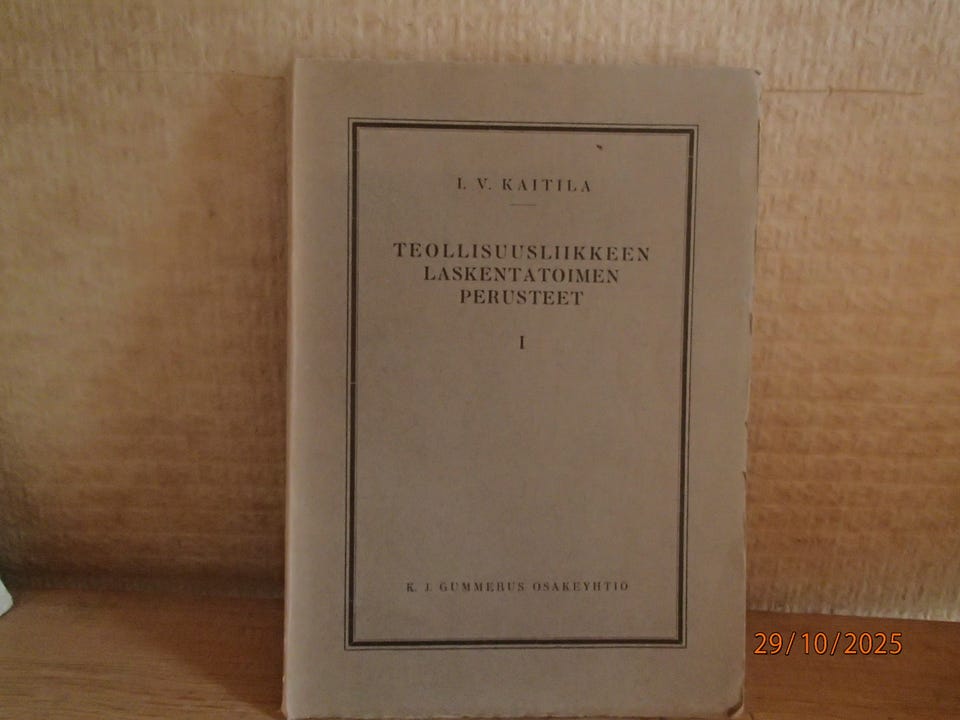 I. V. KAITILA
TEOLLISUUSLIIKKEEN
LASKENTATOIMEN
PERUSTEET
I
K. J. GUMMERUS OSAKEYHTIÖ
29/10/2025